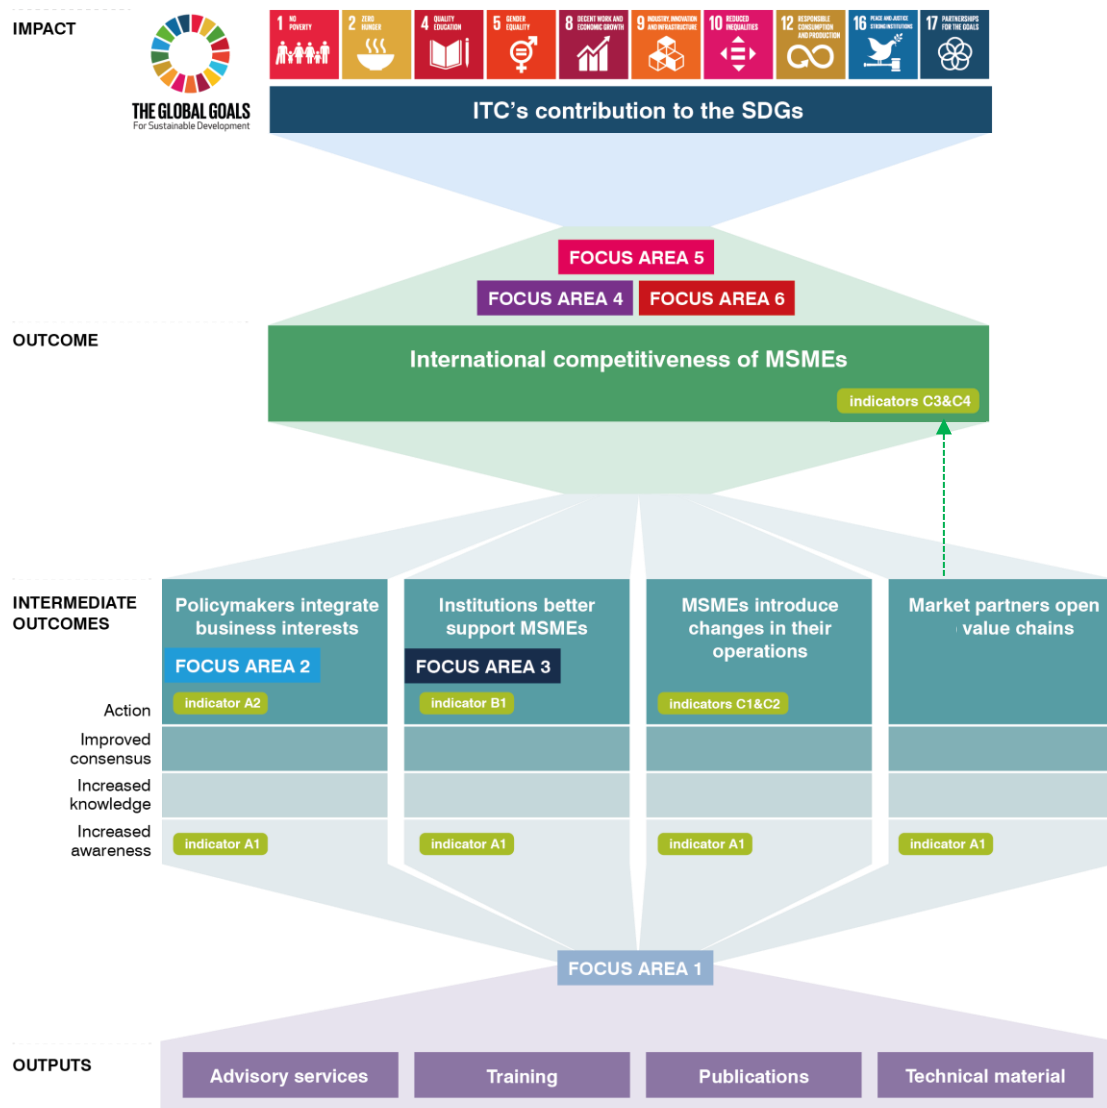 IMPACT
THE GLOBAL GOALS
For Sustainable Development
1 NO
POVERTY
2 ZERO
HUNGER
4 QUALITY
EDUCATION
5 GENDER
EQUALITY
8 DECENT WORK AND
ECONOMIC GROWTH
9 INDUSTRY, INNOVATION
AND INFRASTRUCTURE
10 REDUCED
INEQUALITIES
12 RESPONSIBLE
CONSUMPTION
AND PRODUCTION
16 PEACE AND JUSTICE
STRONG INSTITUTIONS
17 PARTNERSHIPS
FOR THE GOALS
ITC's contribution to the SDGs
FOCUS AREA 5
FOCUS AREA 4
FOCUS AREA 6
OUTCOME
International competitiveness of MSMEs
indicators C3&C4
INTERMEDIATE
OUTCOMES
Policymakers integrate
business interests
FOCUS AREA 2
indicator A2
Institutions better
support MSMEs
FOCUS AREA 3
indicator B1
MSMEs introduce
changes in their
operations
indicators C1&C2
Market partners open
value chains
Action
Improved
consensus
Increased
knowledge
Increased
awareness
indicator A1
indicator A1
indicator A1
indicator A1
FOCUS AREA 1
OUTPUTS
Advisory services
Training
Publications
Technical material